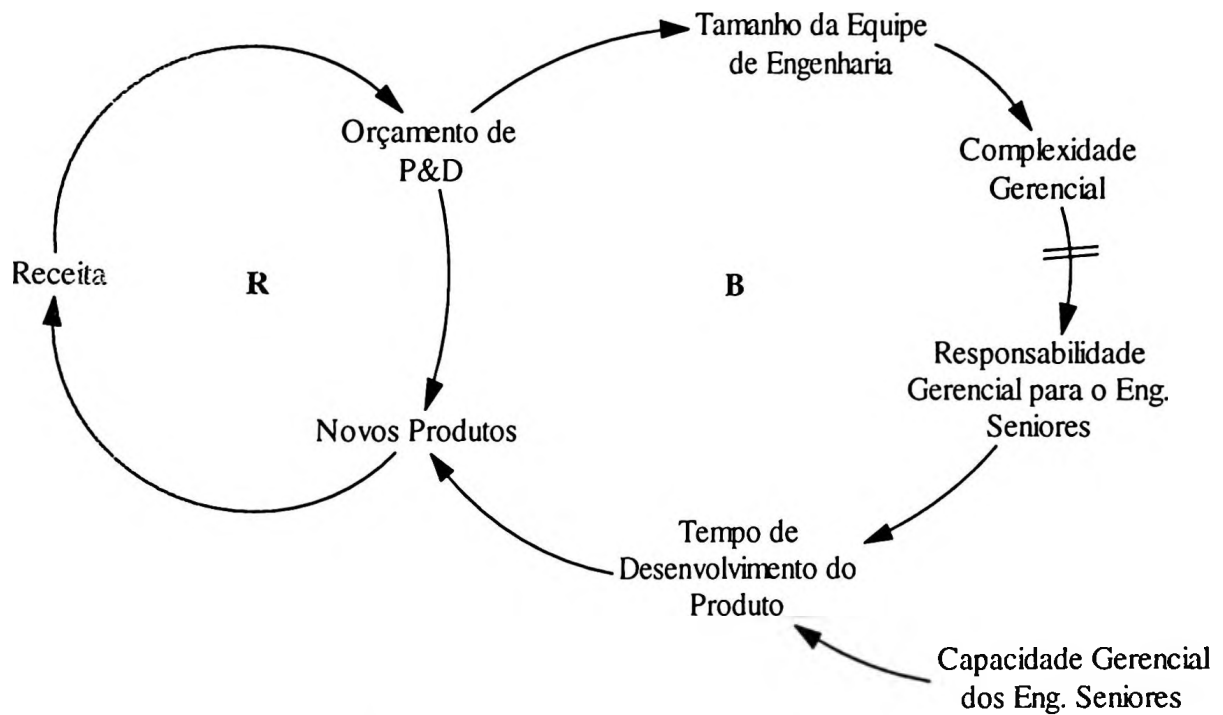 Tamanho da Equipe
de Engenharia
Orçamento de
P&D
Complexidade
Gerencial
Receita
R
B
Responsabilidade
Gerencial para o Eng.
Seniores
Novos Produtos
Tempo de
Desenvolvimento do
Produto
Capacidade Gerencial
dos Eng. Seniores